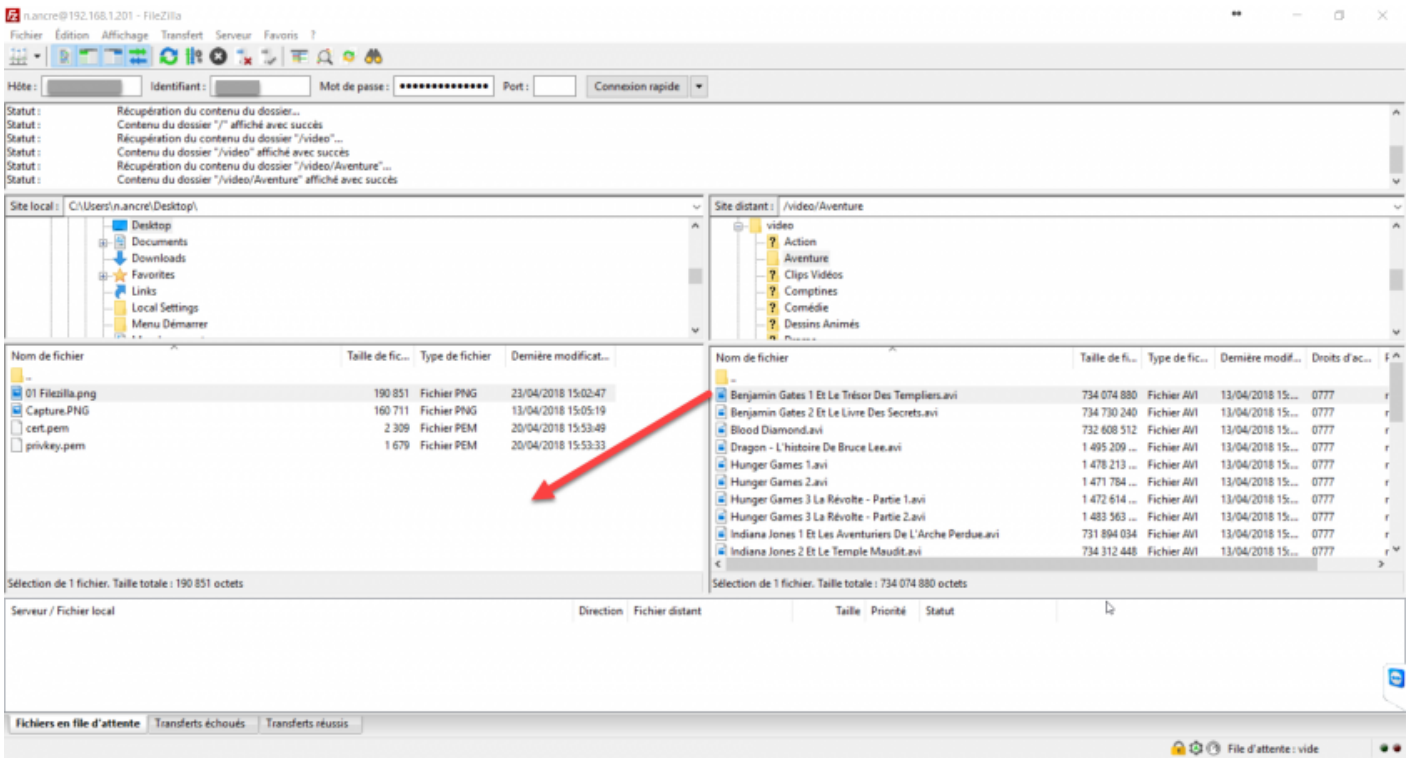 n.ancre@192.168.1.201 - FileZilla
Fichier Édition Affichage Transfert Serveur Favoris ?
Hôte : Identifiant : Mot de passe : •••••••••••••• Port : Connexion rapide
Statut : Récupération du contenu du dossier...
Statut : Contenu du dossier "/" affiché avec succès
Statut : Récupération du contenu du dossier "/video"...
Statut : Contenu du dossier "/video" affiché avec succès
Statut : Récupération du contenu du dossier "/video/Aventure"...
Statut : Contenu du dossier "/video/Aventure" affiché avec succès
Site local : C:\Users\n.ancre\Desktop\
Desktop
Documents
Downloads
Favorites
Links
Local Settings
Menu Démarrer
Nom de fichier Taille de fic... Type de fichier Dernière modificat...
..
01 Filezilla.png 190 851 Fichier PNG 23/04/2018 15:02:47
Capture.PNG 160 711 Fichier PNG 13/04/2018 15:05:19
cert.pem 2 309 Fichier PEM 20/04/2018 15:53:49
privkey.pem 1 679 Fichier PEM 20/04/2018 15:53:33
Sélection de 1 fichier. Taille totale : 190 851 octets
Site distant : /video/Aventure
video
? Action
Aventure
? Clips Vidéos
? Comptines
? Comédie
? Dessins Animés
Nom de fichier Taille de fi... Type de fic... Dernière modif... Droits d'ac...
..
Benjamin Gates 1 Et Le Trésor Des Templiers.avi 734 074 880 Fichier AVI 13/04/2018 15:... 0777
Benjamin Gates 2 Et Le Livre Des Secrets.avi 734 730 240 Fichier AVI 13/04/2018 15:... 0777
Blood Diamond.avi 732 608 512 Fichier AVI 13/04/2018 15:... 0777
Dragon - L'histoire De Bruce Lee.avi 1 495 209 ... Fichier AVI 13/04/2018 15:... 0777
Hunger Games 1.avi 1 478 213 ... Fichier AVI 13/04/2018 15:... 0777
Hunger Games 2.avi 1 471 784 ... Fichier AVI 13/04/2018 15:... 0777
Hunger Games 3 La Révolte - Partie 1.avi 1 472 614 ... Fichier AVI 13/04/2018 15:... 0777
Hunger Games 3 La Révolte - Partie 2.avi 1 483 563 ... Fichier AVI 13/04/2018 15:... 0777
Indiana Jones 1 Et Les Aventuriers De L'Arche Perdue.avi 731 894 034 Fichier AVI 13/04/2018 15:... 0777
Indiana Jones 2 Et Le Temple Maudit.avi 734 312 448 Fichier AVI 13/04/2018 15:... 0777
Sélection de 1 fichier. Taille totale : 734 074 880 octets
Serveur / Fichier local Direction Fichier distant Taille Priorité Statut
Fichiers en file d'attente Transferts échoués Transferts réussis
File d'attente : vide